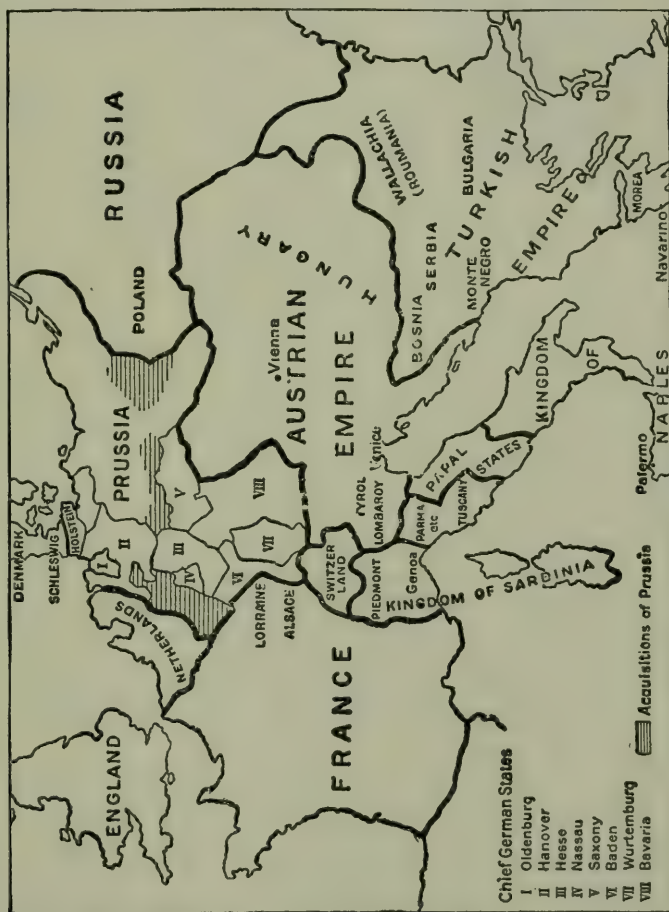 RUSSIA
DENMARK
SCHLESWIG
HOLSTEIN
POLAND
PRUSSIA
ENGLAND
NETHERLANDS
I
II
III
IV
V
VI
VII
VIII
LORRAINE
ALSACE
FRANCE
Vienna
AUSTRIAN
EMPIRE
HUNGARY
SWITZER
LAND
TYROL
LOMBARDY
Venice
PIEDMONT
Genoa
PARMA
etc
TUSCANY
PAPAL
STATES
KINGDOM OF SARDINIA
KINGDOM
OF
NAPLES
Palermo
WALLACHIA
(ROUMANIA)
BOSNIA
SERBIA
MONTE
NEGRO
BULGARIA
TURKISH
EMPIRE
MOREA
Navarino
Chief German States
I Oldenburg
II Hanover
III Hesse
IV Nassau
V Saxony
VI Baden
VII Wurtemburg
VIII Bavaria
Acquisitions of Prussia